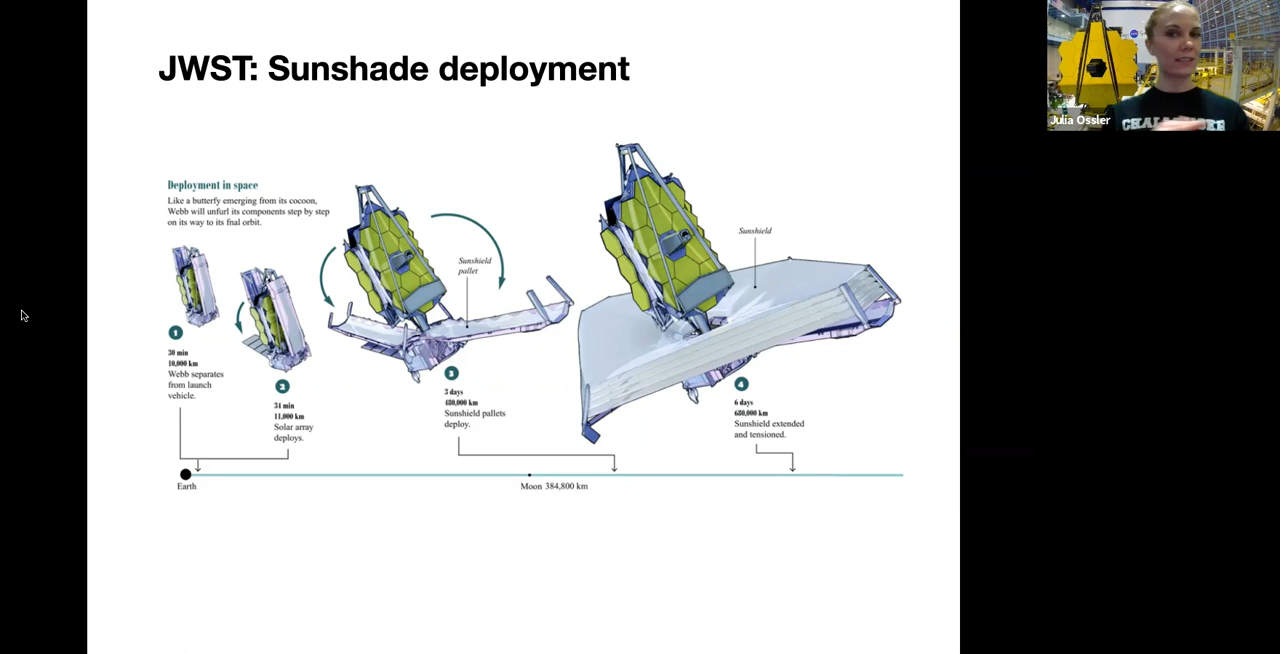 JWST: Sunshade deployment
Deployment in space
Like a butterfy emerging from its cocoon,
Webb will unfurl its components step by step
on its way to its fnal orbit.
Sunshield
Sunshield
pallet
1
30 min
10,000 km
Webb separates
from launch
vehicle.
2
31 min
11,000 km
Solar array
deploys.
3
3 days
480,000 km
Sunshield pallets
deploy.
4
6 days
680,000 km
Sunshield extended
and tensioned.
Earth
Moon 384,800 km
Julia Ossler